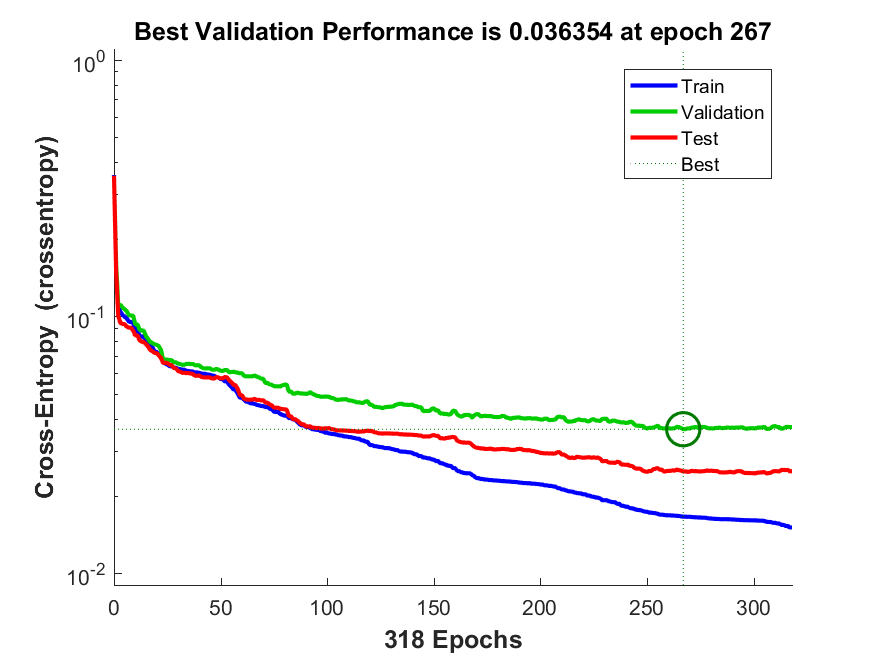 Best Validation Performance is 0.036354 at epoch 267
Cross-Entropy (crossentropy)
10^0
10^-1
10^-2
Train
Validation
Test
Best
0 50 100 150 200 250 300
318 Epochs